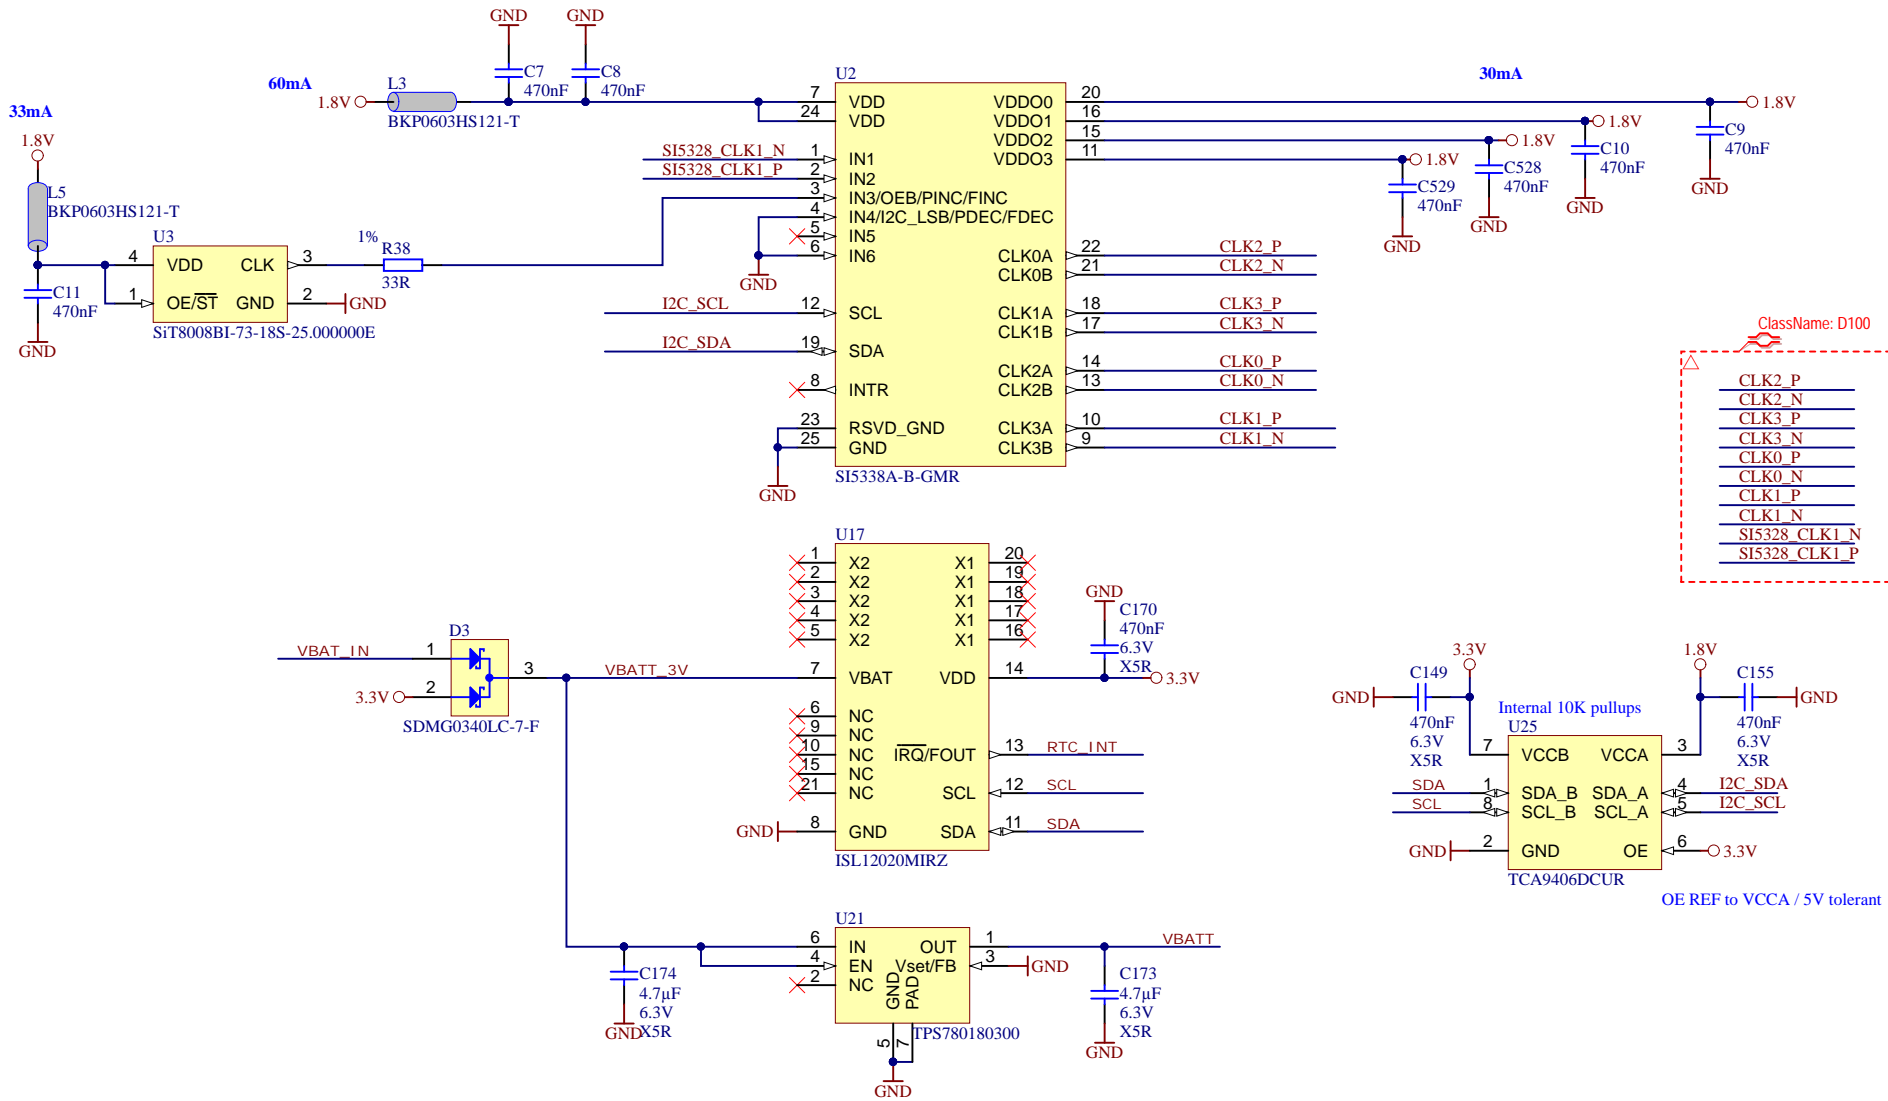 GND
GND
C7
470nF
C8
470nF
60mA
1.8V
L3
BKP0603HS121-T
33mA
1.8V
L5
BKP0603HS121-T
C11
470nF
GND
U3
4
VDD
CLK
3
1
OE/ST
GND
2
GND
SiT8008BI-73-18S-25.000000E
1%
R38
33R
U2
7
VDD
24
VDD
SI5328_CLK1_N
1
IN1
SI5328_CLK1_P
2
IN2
3
IN3/OEB/PINC/FINC
4
IN4/I2C_LSB/PDEC/FDEC
5
IN5
6
IN6
GND
I2C_SCL
12
SCL
I2C_SDA
19
SDA
8
INTR
23
RSVD_GND
25
GND
GND
SI5338A-B-GMR
VDDO0
20
VDDO1
16
VDDO2
15
VDDO3
11
CLK0A
22
CLK2_P
CLK0B
21
CLK2_N
CLK1A
18
CLK3_P
CLK1B
17
CLK3_N
CLK2A
14
CLK0_P
CLK2B
13
CLK0_N
CLK3A
10
CLK1_P
CLK3B
9
CLK1_N
30mA
1.8V
C9
470nF
GND
1.8V
C10
470nF
GND
1.8V
C528
470nF
GND
1.8V
C529
470nF
GND
ClassName: D100
CLK2_P
CLK2_N
CLK3_P
CLK3_N
CLK0_P
CLK0_N
CLK1_P
CLK1_N
SI5328_CLK1_N
SI5328_CLK1_P
U17
1
X2
X1
20
2
X2
X1
19
3
X2
X1
18
4
X2
X1
17
5
X2
X1
16
7
VBAT
VDD
14
6
NC
9
NC
10
NC
IRQ/FOUT
13
RTC_INT
15
NC
21
NC
SCL
12
SCL
GND
8
GND
SDA
11
SDA
ISL12020MIRZ
GND
C170
470nF
6.3V
X5R
3.3V
D3
VBAT_IN
1
3.3V
2
3
VBATT_3V
SDMG0340LC-7-F
U21
6
IN
OUT
1
VBATT
4
EN
Vset/FB
3
GND
2
NC
GND
PAD
5
7
TPS780180300
GND
C174
4.7µF
6.3V
X5R
GND
C173
4.7µF
6.3V
X5R
GND
3.3V
GND
C149
470nF
6.3V
X5R
1.8V
C155
GND
470nF
6.3V
X5R
Internal 10K pullups
U25
7
VCCB
VCCA
3
SDA
1
SDA_B
SDA_A
4
I2C_SDA
SCL
8
SCL_B
SCL_A
5
I2C_SCL
GND
2
GND
OE
6
3.3V
TCA9406DCUR
OE REF to VCCA / 5V tolerant